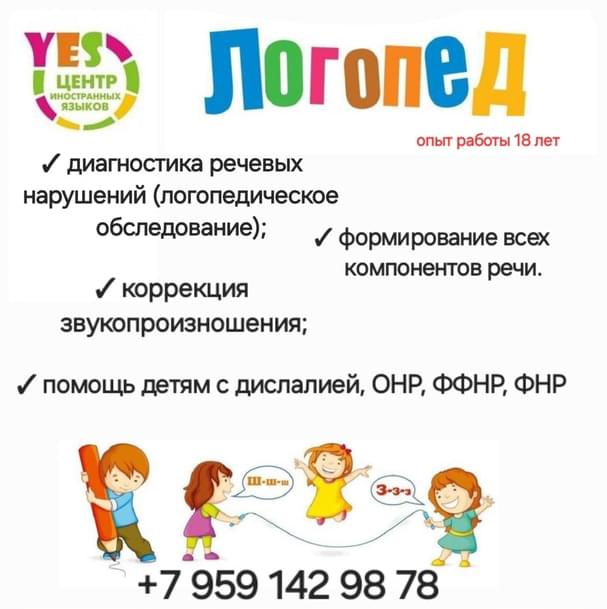 YES
ЦЕНТР
ИНОСТРАННЫХ
ЯЗЫКОВ
Логопед
опыт работы 18 лет
✓ диагностика речевых
нарушений (логопедическое
обследование);
✓ формирование всех
компонентов речи.
✓ коррекция
звукопроизношения;
✓ помощь детям с дислалией, ОНР, ФФНР, ФНР
Ш-ш-ш
З-з-з
+7 959 142 98 78